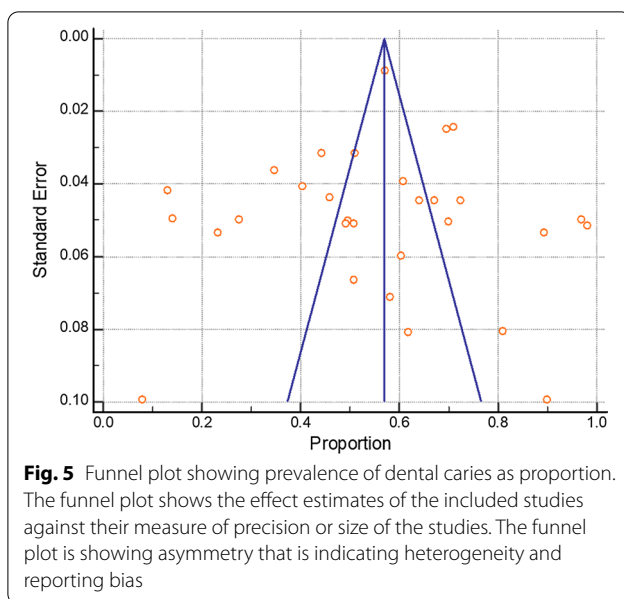 0.00
0.02
0.04
0.06
0.08
0.10
Standard Error
0.0 0.2 0.4 0.6 0.8 1.0
Proportion
Fig. 5 Funnel plot showing prevalence of dental caries as proportion.
The funnel plot shows the effect estimates of the included studies
against their measure of precision or size of the studies. The funnel
plot is showing asymmetry that is indicating heterogeneity and
reporting bias